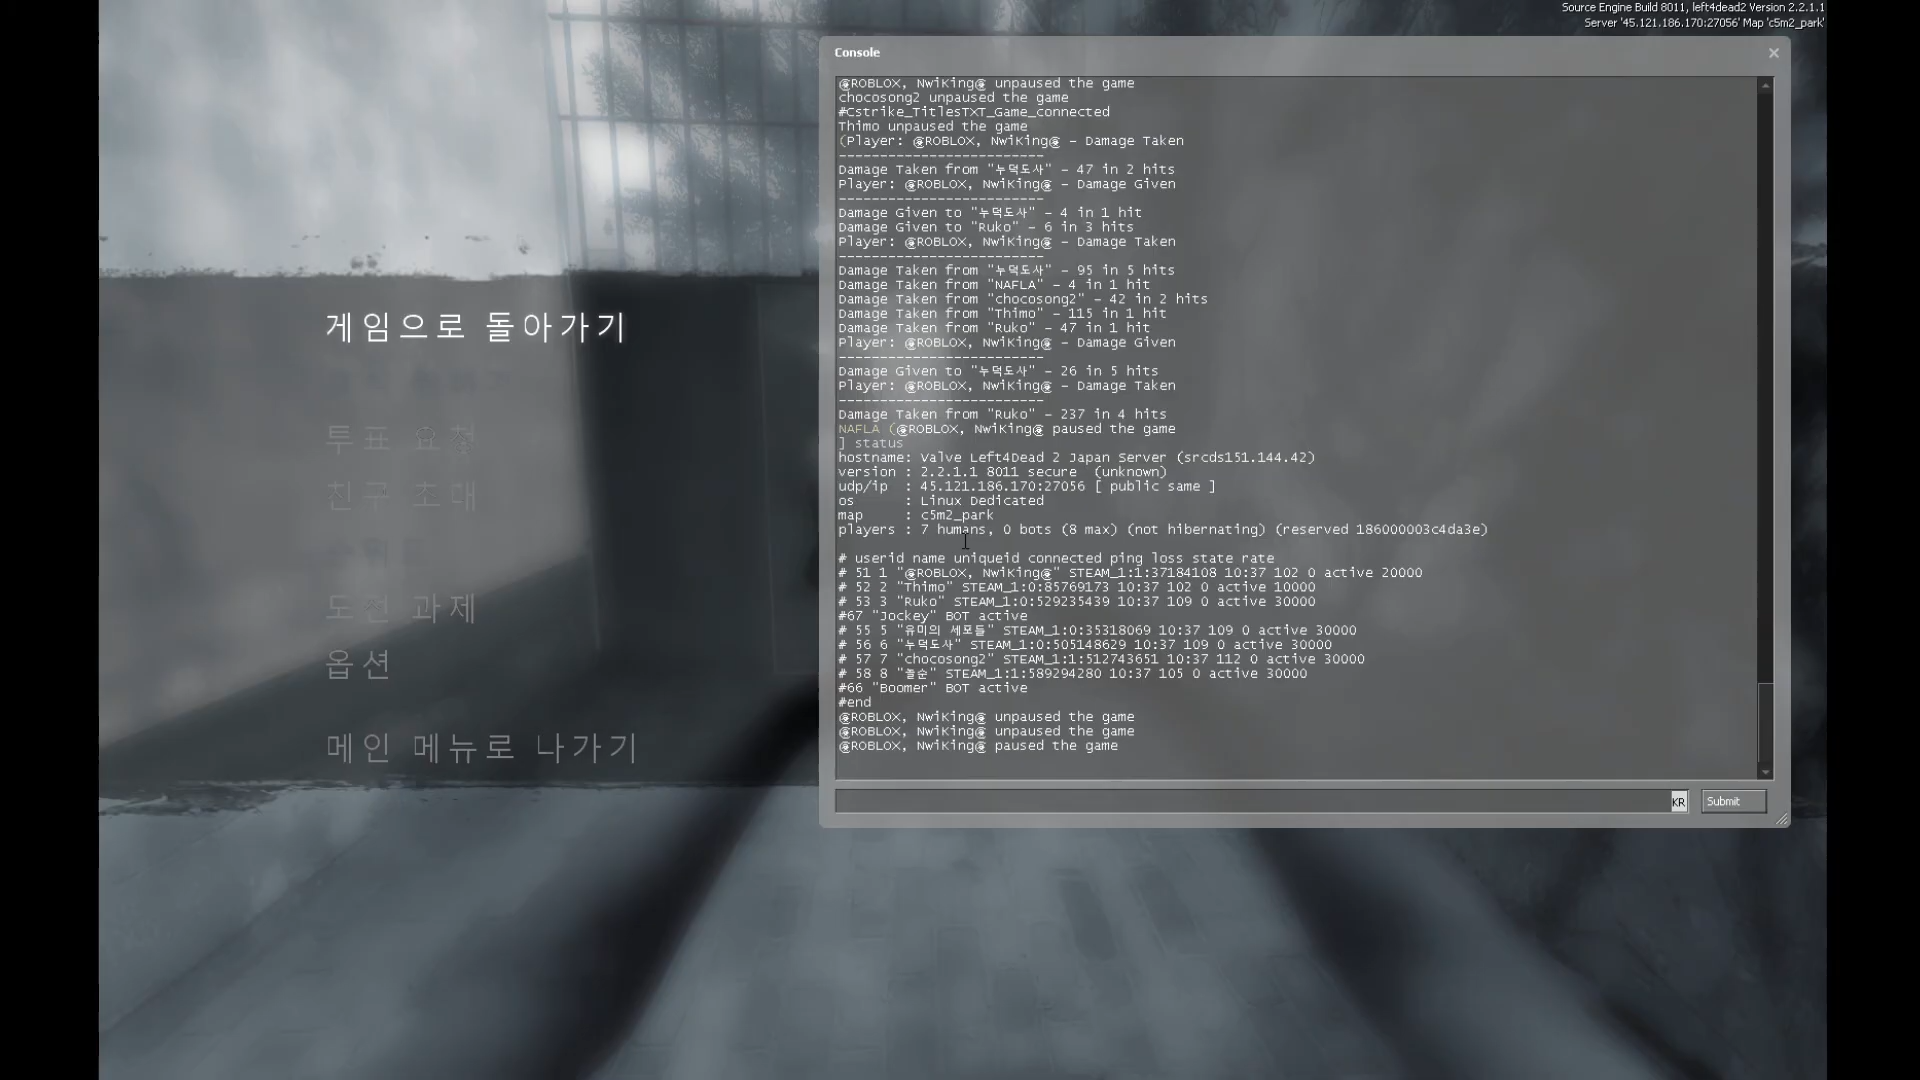 Source Engine Build 8011, left4dead2 Version 2.2.1.1
Server '45.121.186.170:27056' Map 'c5m2_park'
Console
@ROBLOX, NwiKing@ unpaused the game
chocosong2 unpaused the game
#Cstrike_TitlesTXT_Game_connected
Thimo unpaused the game
(Player: @ROBLOX, NwiKing@ - Damage Taken
-------------------------
Damage Taken from "누덕도사" - 47 in 2 hits
Player: @ROBLOX, NwiKing@ - Damage Given
-------------------------
Damage Given to "누덕도사" - 4 in 1 hit
Damage Given to "Ruko" - 6 in 3 hits
Player: @ROBLOX, NwiKing@ - Damage Taken
-------------------------
Damage Taken from "누덕도사" - 95 in 5 hits
Damage Taken from "NAFLA" - 4 in 1 hit
Damage Taken from "chocosong2" - 42 in 2 hits
Damage Taken from "Thimo" - 115 in 1 hit
Damage Taken from "Ruko" - 47 in 1 hit
Player: @ROBLOX, NwiKing@ - Damage Given
-------------------------
Damage Given to "누덕도사" - 26 in 5 hits
Player: @ROBLOX, NwiKing@ - Damage Taken
-------------------------
Damage Taken from "Ruko" - 237 in 4 hits
NAFLA (@ROBLOX, NwiKing@ paused the game
] status
hostname: Valve Left4Dead 2 Japan Server (srcds151.144.42)
version : 2.2.1.1 8011 secure  (unknown)
udp/ip  : 45.121.186.170:27056 [ public same ]
os      : Linux Dedicated
map     : c5m2_park
players : 7 humans, 0 bots (8 max) (not hibernating) (reserved 186000003c4da3e)
# userid name uniqueid connected ping loss state rate
# 51 1 "@ROBLOX, NwiKing@" STEAM_1:1:37184108 10:37 102 0 active 20000
# 52 2 "Thimo" STEAM_1:0:85769173 10:37 102 0 active 10000
# 53 3 "Ruko" STEAM_1:0:529235439 10:37 109 0 active 30000
#67 "Jockey" BOT active
# 55 5 "유미의 세포들" STEAM_1:0:35318069 10:37 109 0 active 30000
# 56 6 "누덕도사" STEAM_1:0:505148629 10:37 109 0 active 30000
# 57 7 "chocosong2" STEAM_1:1:512743651 10:37 112 0 active 30000
# 58 8 "놀순" STEAM_1:1:589294280 10:37 105 0 active 30000
#66 "Boomer" BOT active
#end
@ROBLOX, NwiKing@ unpaused the game
@ROBLOX, NwiKing@ unpaused the game
@ROBLOX, NwiKing@ paused the game
KR
Submit
게임으로 돌아가기
투표 요청
친구 초대
도전 과제
옵션
메인 메뉴로 나가기